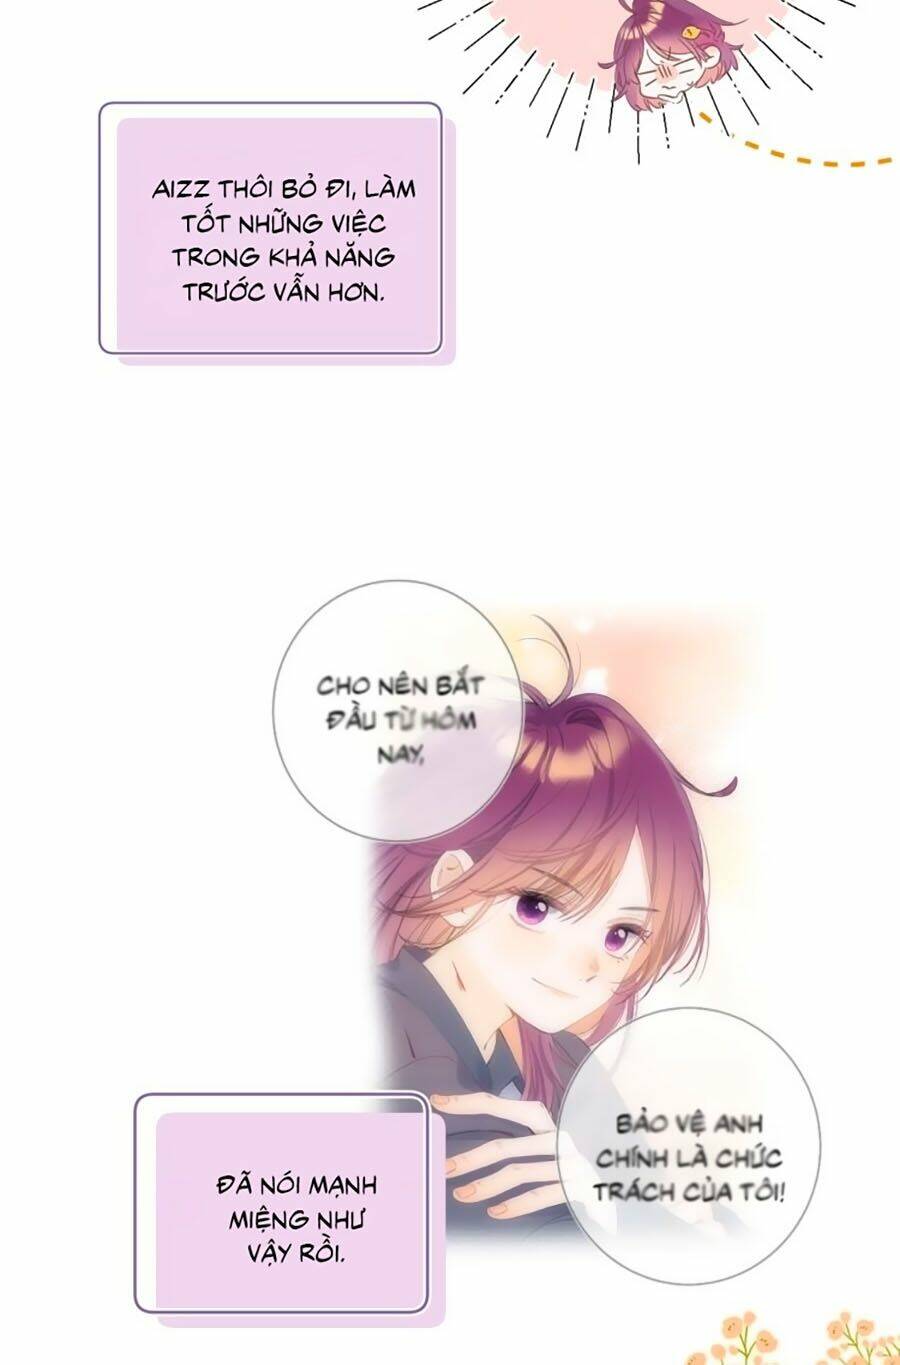 AIZZ THÔI BỎ ĐI, LÀM
TỐT NHỮNG VIỆC
TRONG KHẢ NĂNG
TRƯỚC VẪN HƠN.
CHO NÊN BẮT
ĐẦU TỪ HÔM
NAY,
BẢO VỆ ANH
CHÍNH LÀ CHỨC
TRÁCH CỦA TÔI!
ĐÃ NÓI MẠNH
MIỆNG NHƯ
VẬY RỒI.